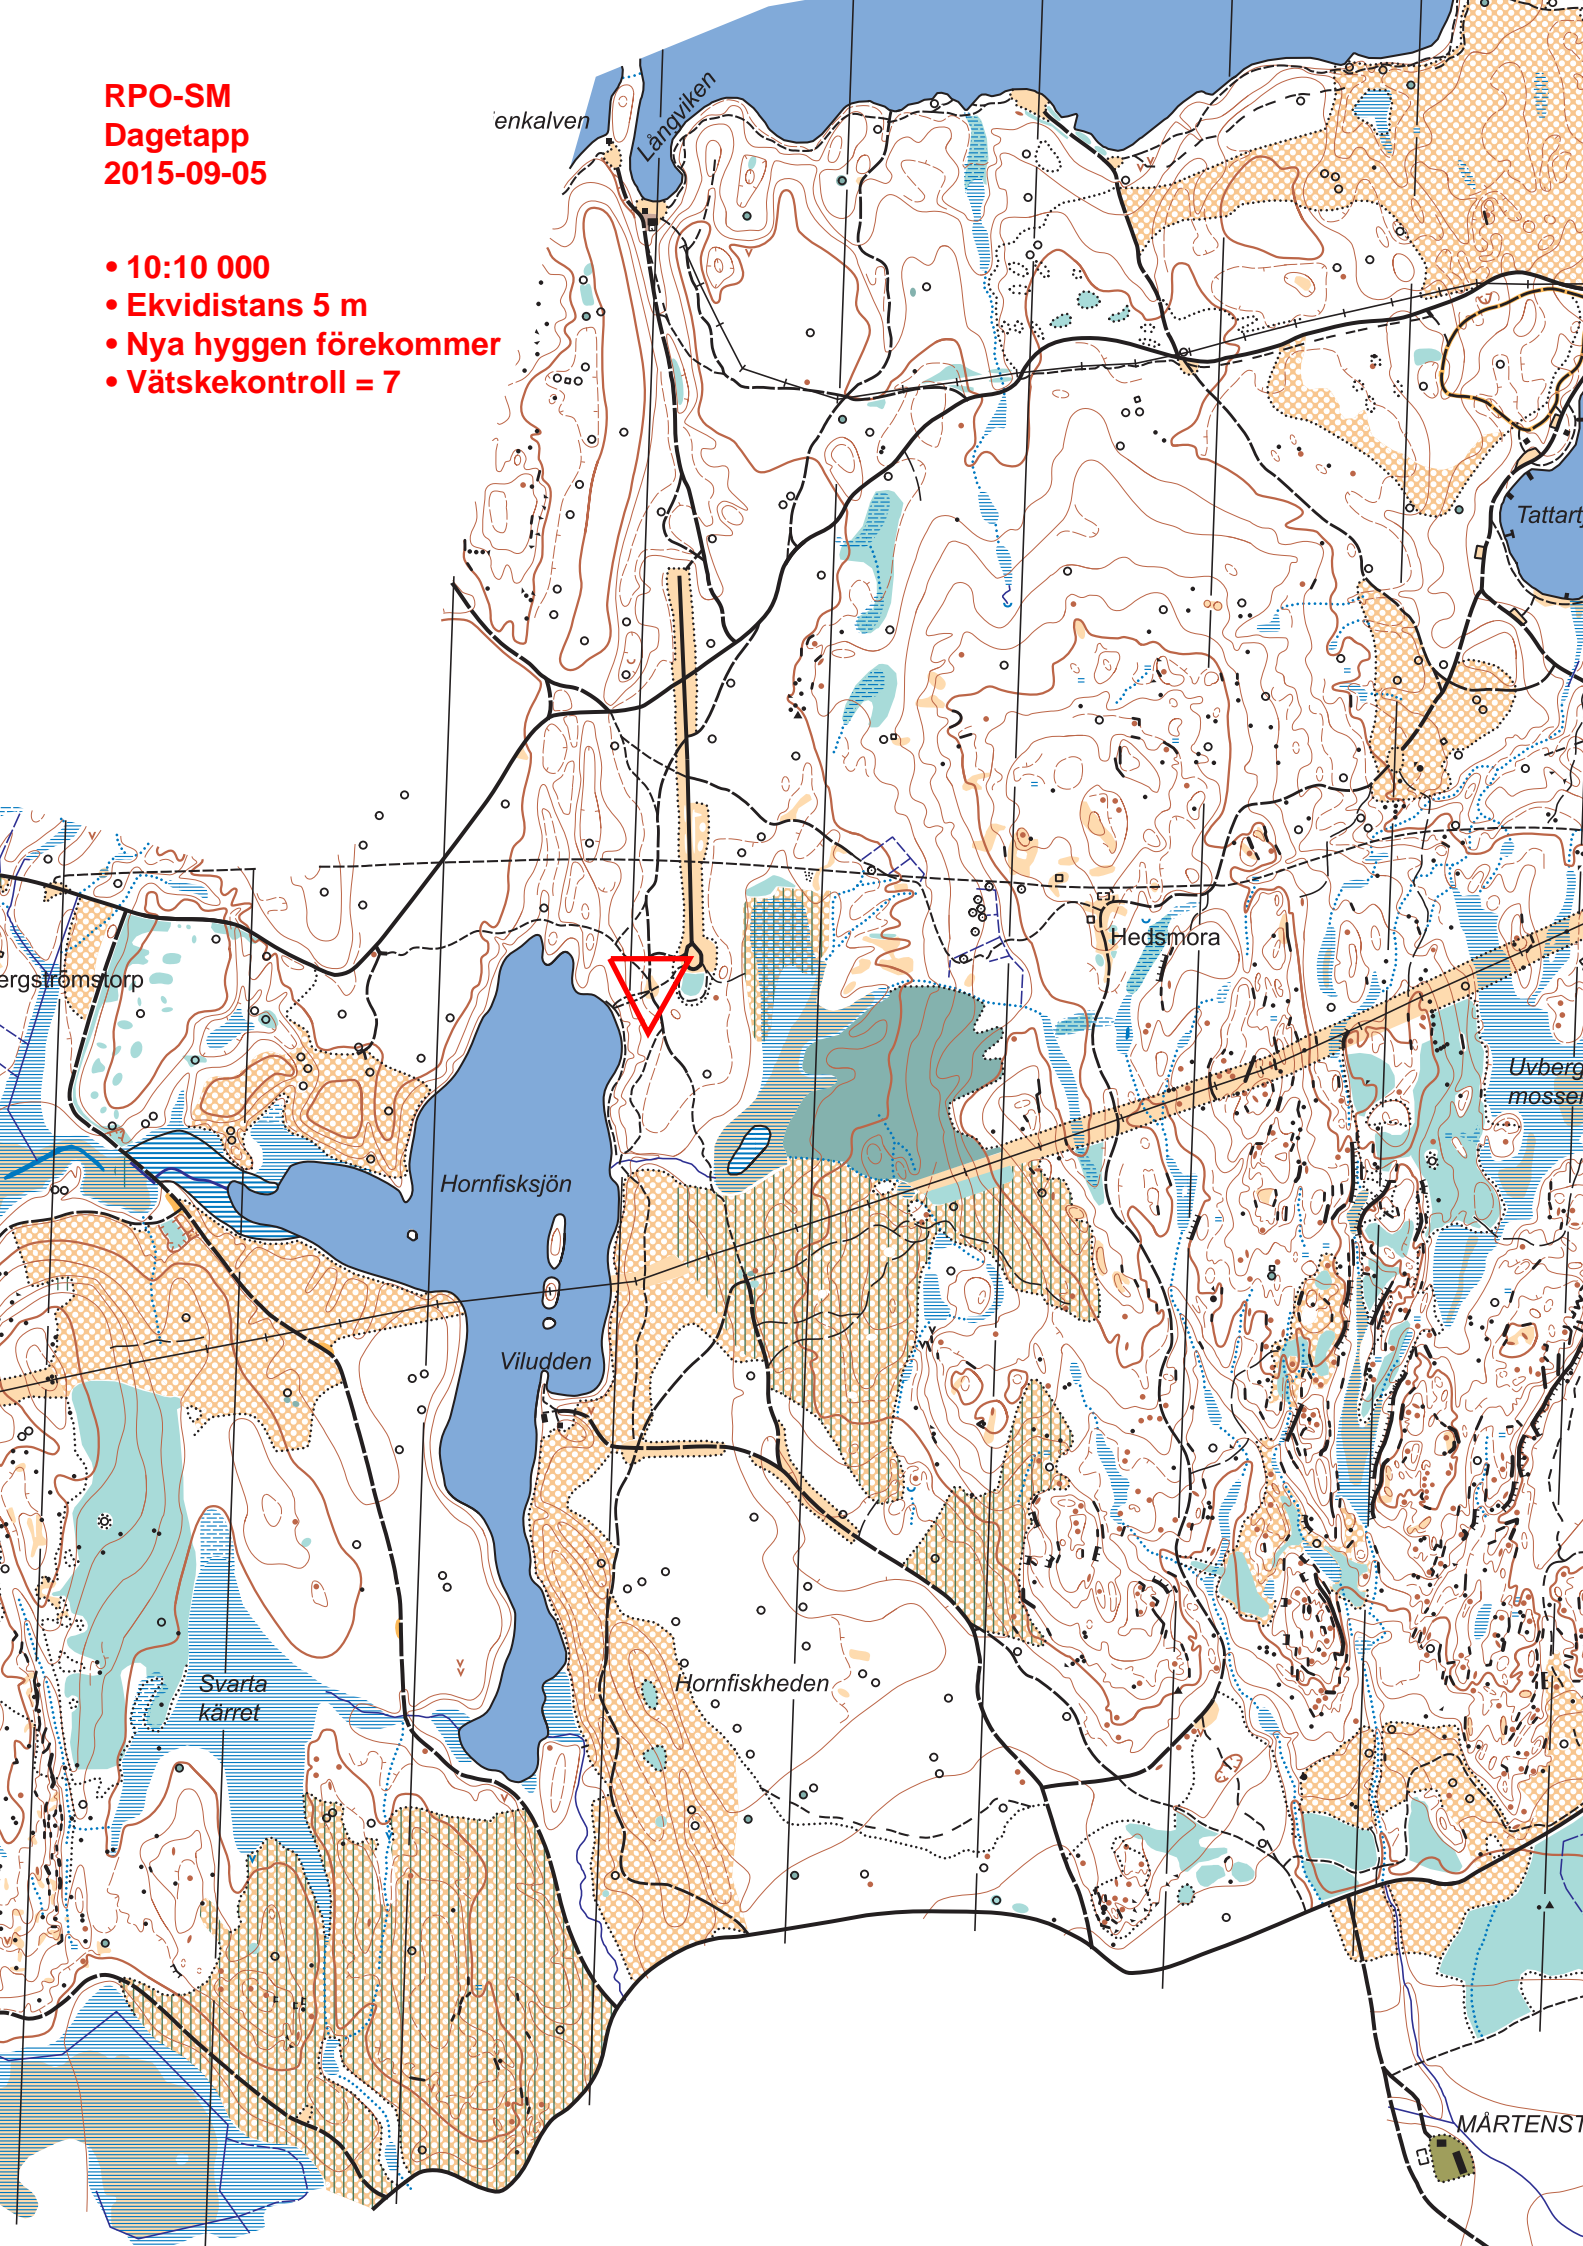 RPO-SM
Dagetapp
2015-09-05
• 10:10 000
• Ekvidistans 5 m
• Nya hyggen förekommer
• Vätskekontroll = 7
enkalven
Långviken
Tattart
Hedsmora
ergströmstorp
Uvberg
mossen
Hornfisksjön
Viludden
Svarta
kärret
Hornfiskheden
MÅRTENST